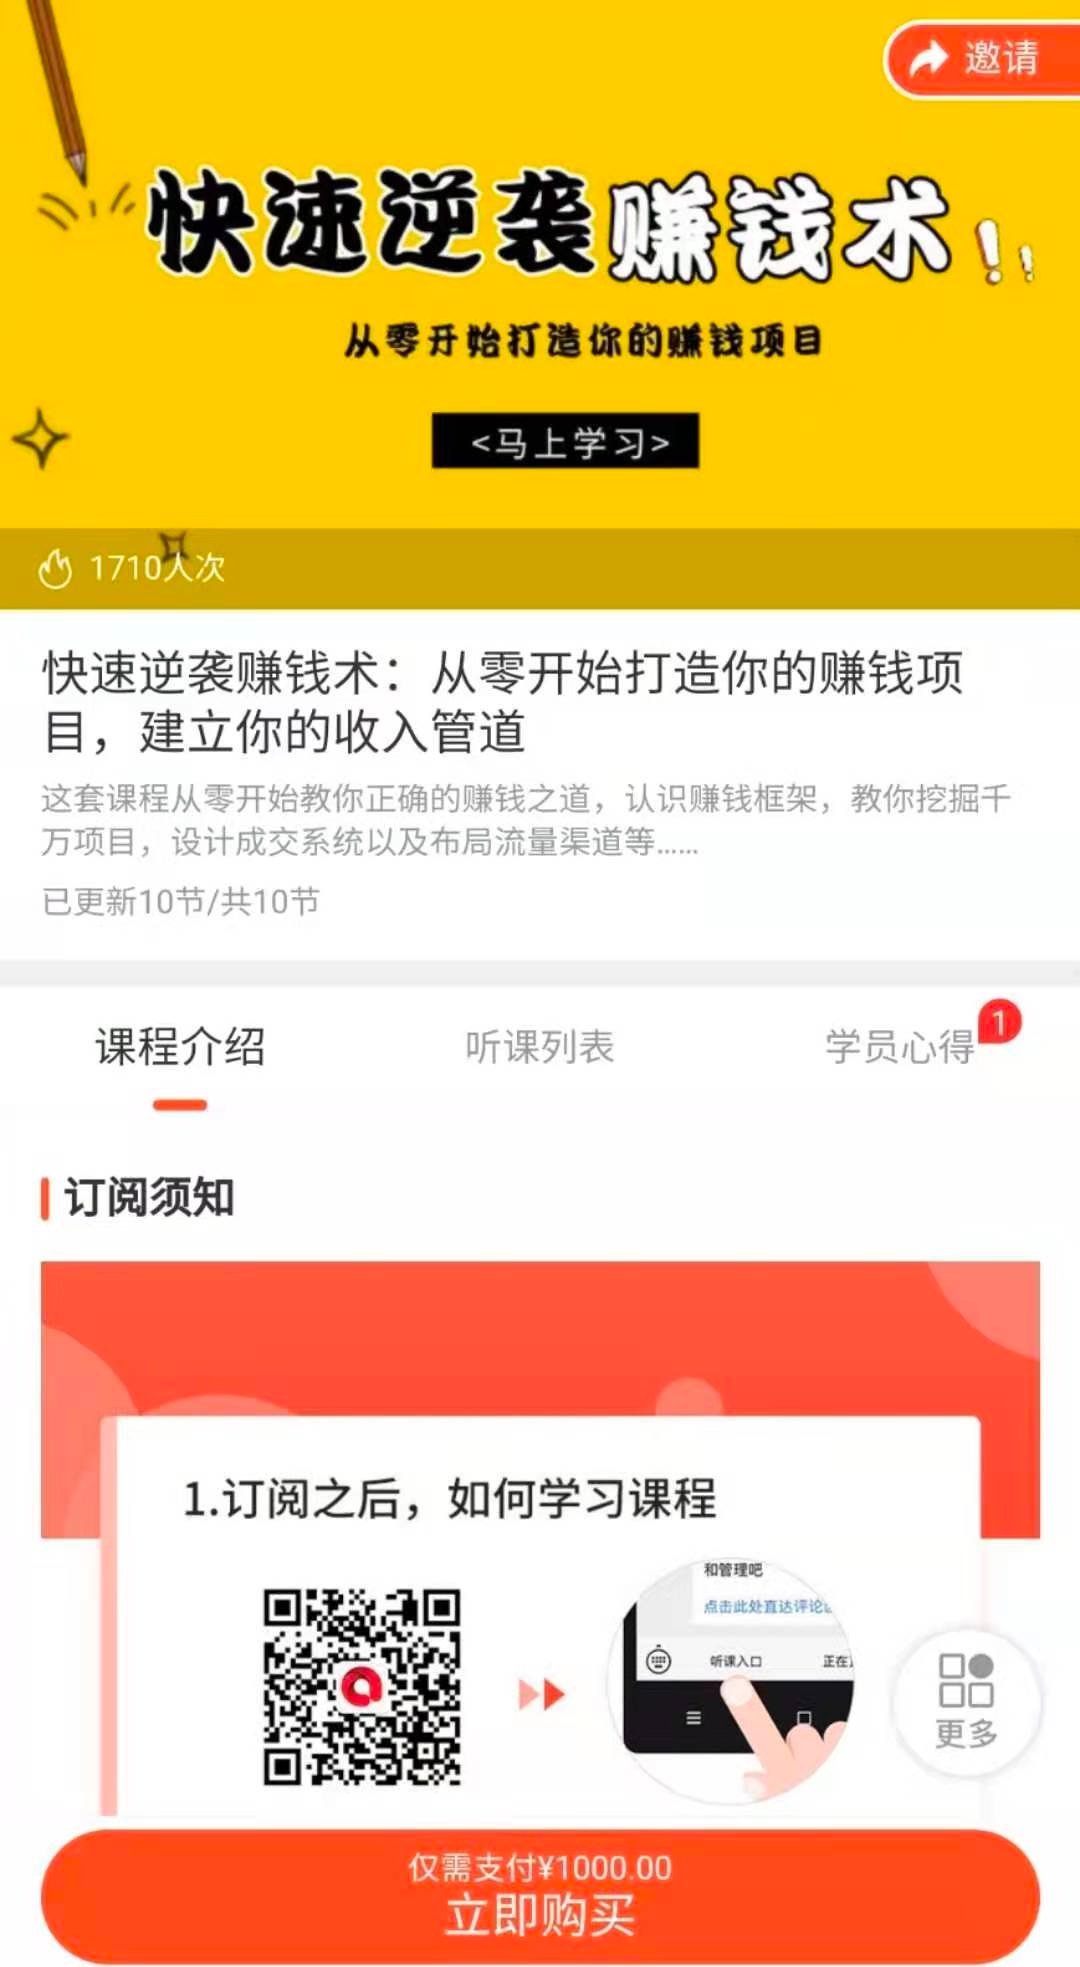 邀请
快速逆袭赚钱术!!
从零开始打造你的赚钱项目
<马上学习>
1710人次
快速逆袭赚钱术：从零开始打造你的赚钱项
目，建立你的收入管道
这套课程从零开始教你正确的赚钱之道，认识赚钱框架，教你挖掘千
万项目，设计成交系统以及布局流量渠道等……
已更新10节/共10节
课程介绍
听课列表
学员心得
1
订阅须知
1.订阅之后，如何学习课程
和管理吧
点击此处直达评论
听课入口
正在
更多
仅需支付¥1000.00
立即购买